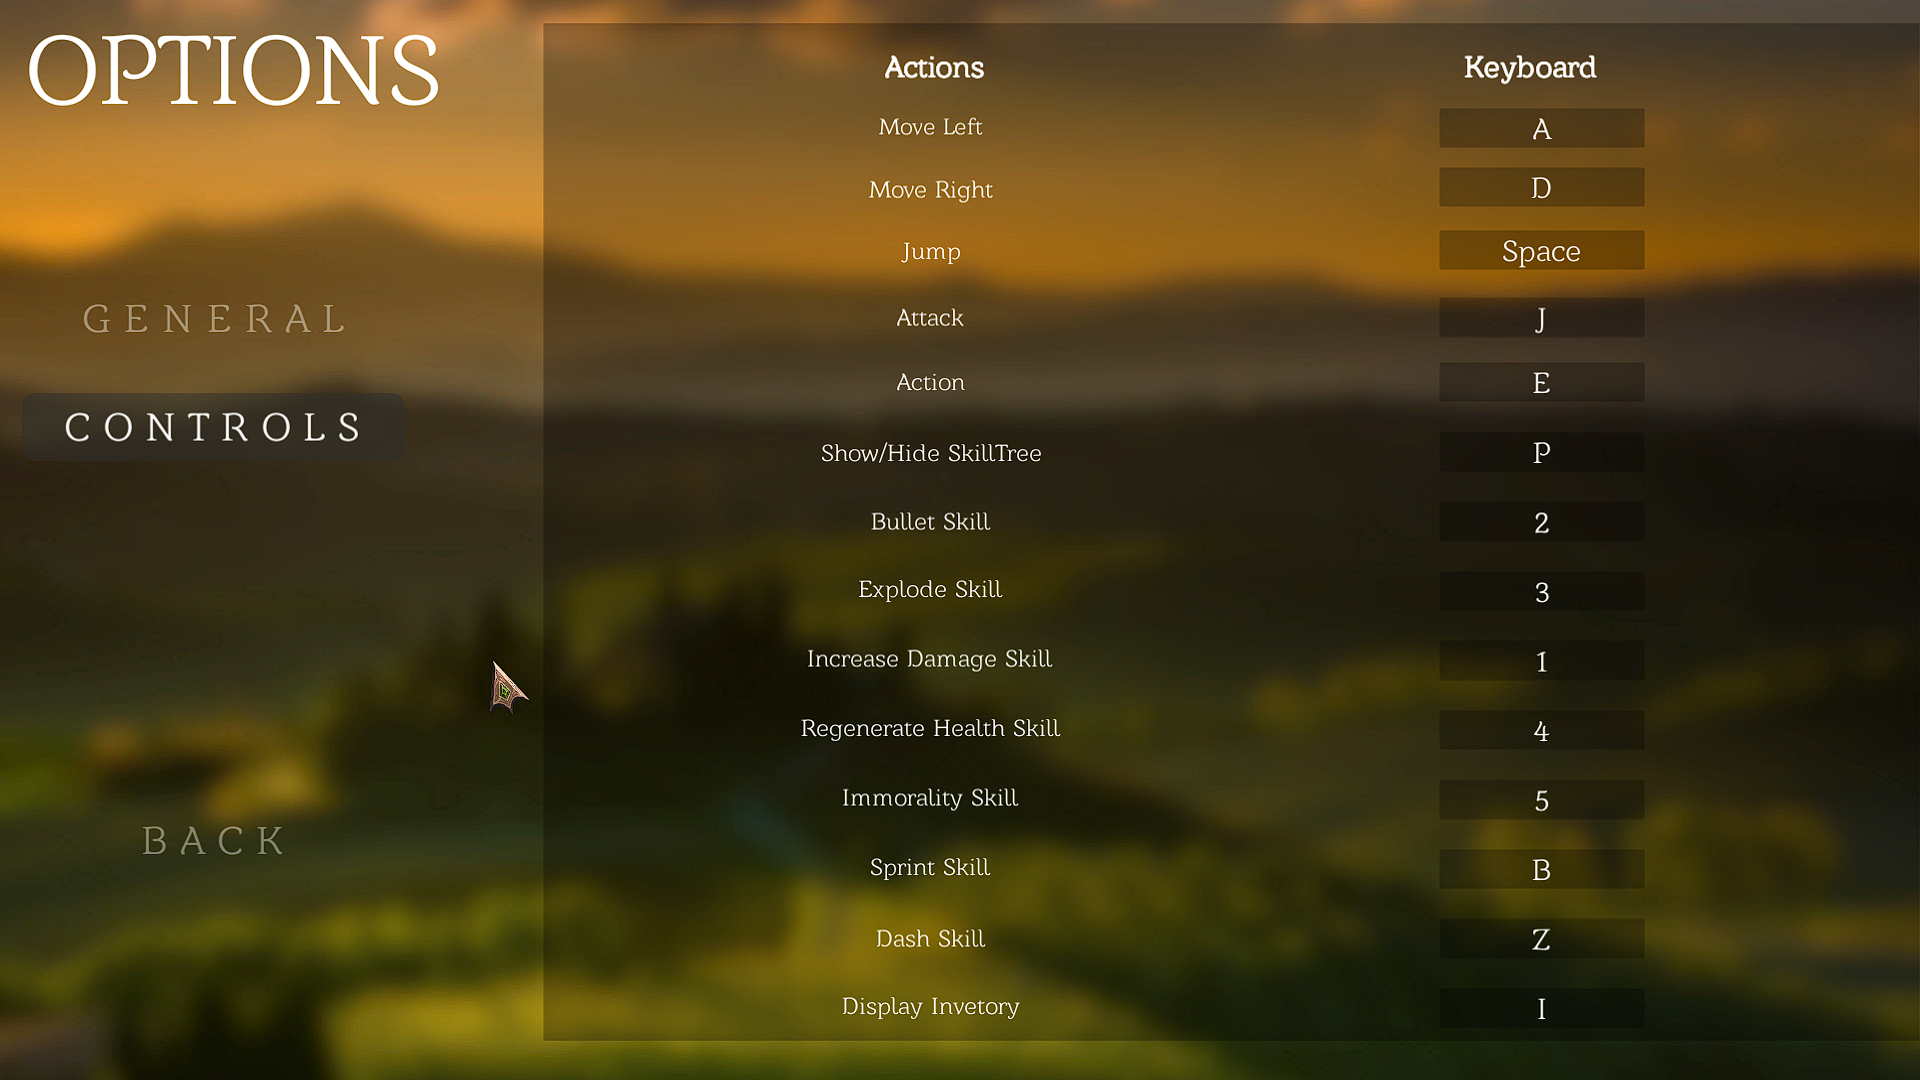 OPTIONS
GENERAL
CONTROLS
BACK
Actions Keyboard
Move Left A
Move Right D
Jump Space
Attack J
Action E
Show/Hide SkillTree P
Bullet Skill 2
Explode Skill 3
Increase Damage Skill 1
Regenerate Health Skill 4
Immorality Skill 5
Sprint Skill B
Dash Skill Z
Display Invetory I